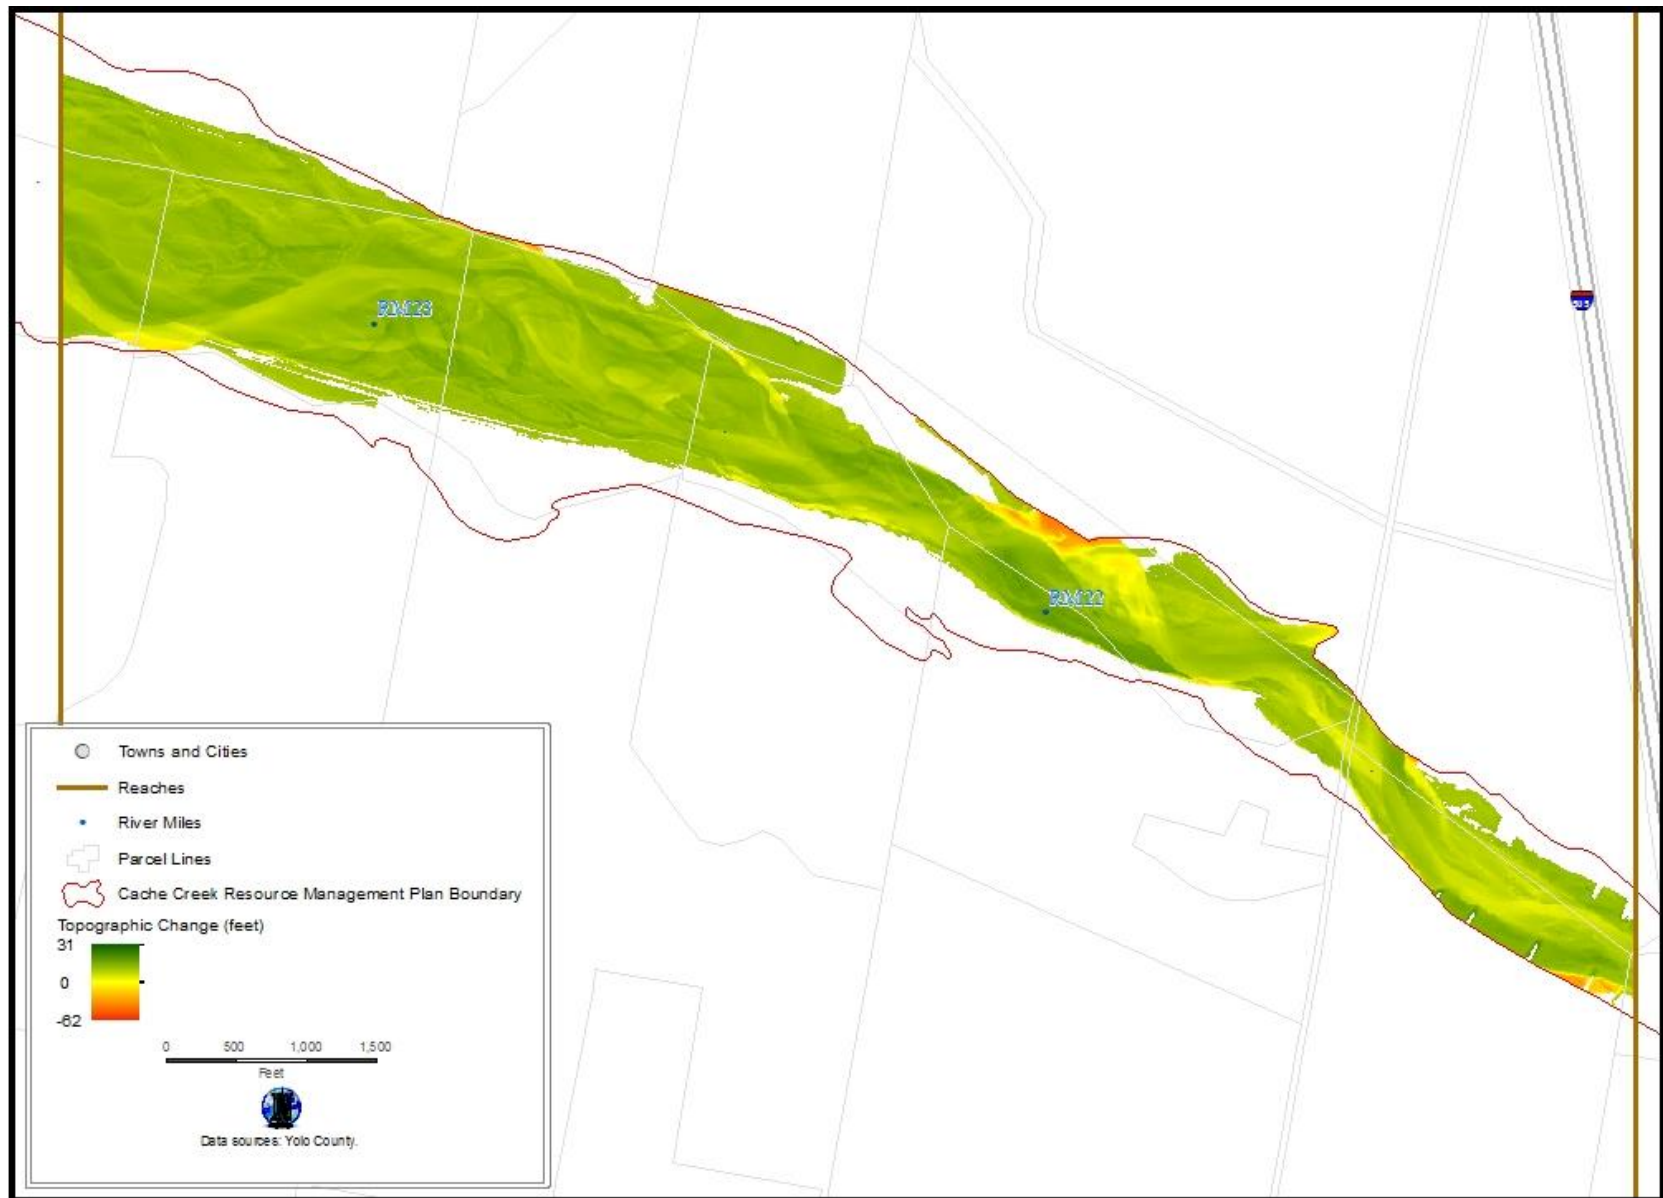 RM23
RM22
Towns and Cities
Reaches
River Miles
Parcel Lines
Cache Creek Resource Management Plan Boundary
Topographic Change (feet)
31
0
-62
0 500 1,000 1,500
Feet
Data sources: Yolo County.